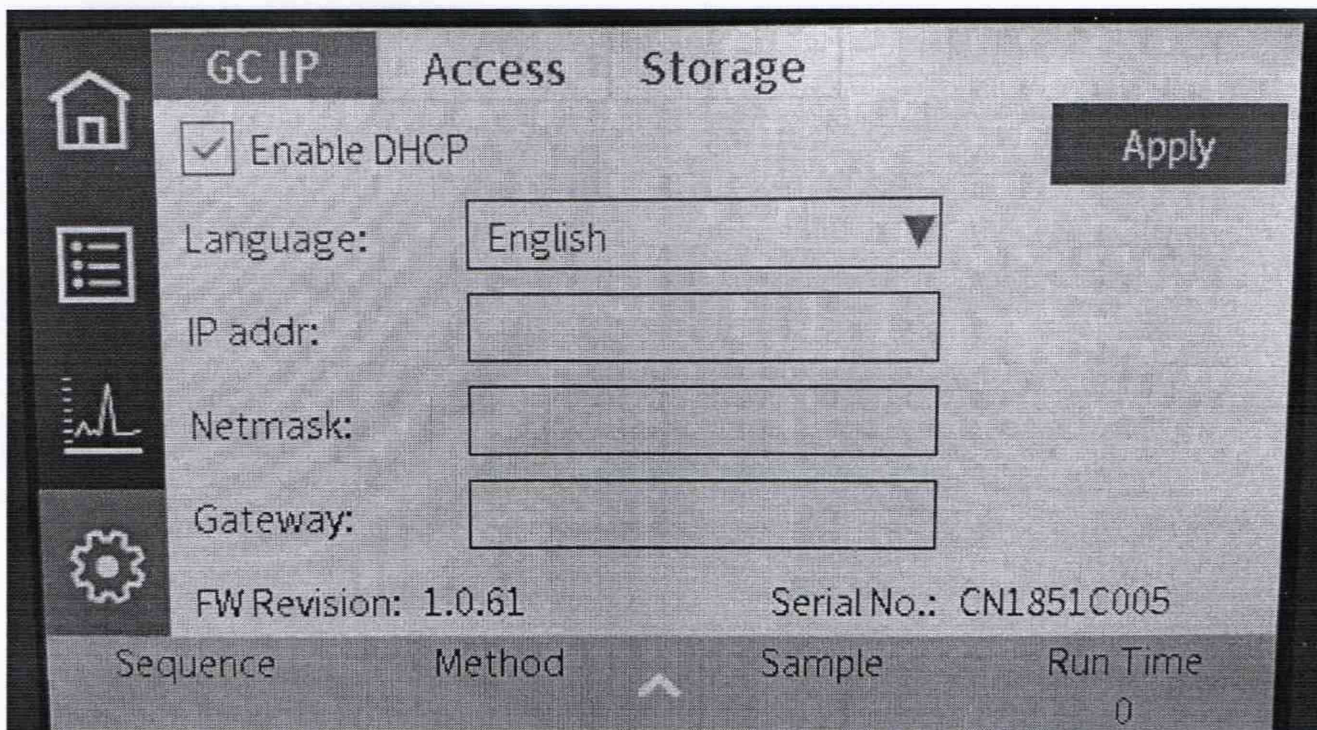 GC IP Access Storage
Enable DHCP
Apply
Language: English
IP addr:
Netmask:
Gateway:
FW Revision: 1.0.61 Serial No.: CN1851C005
Sequence Method Sample Run Time
0